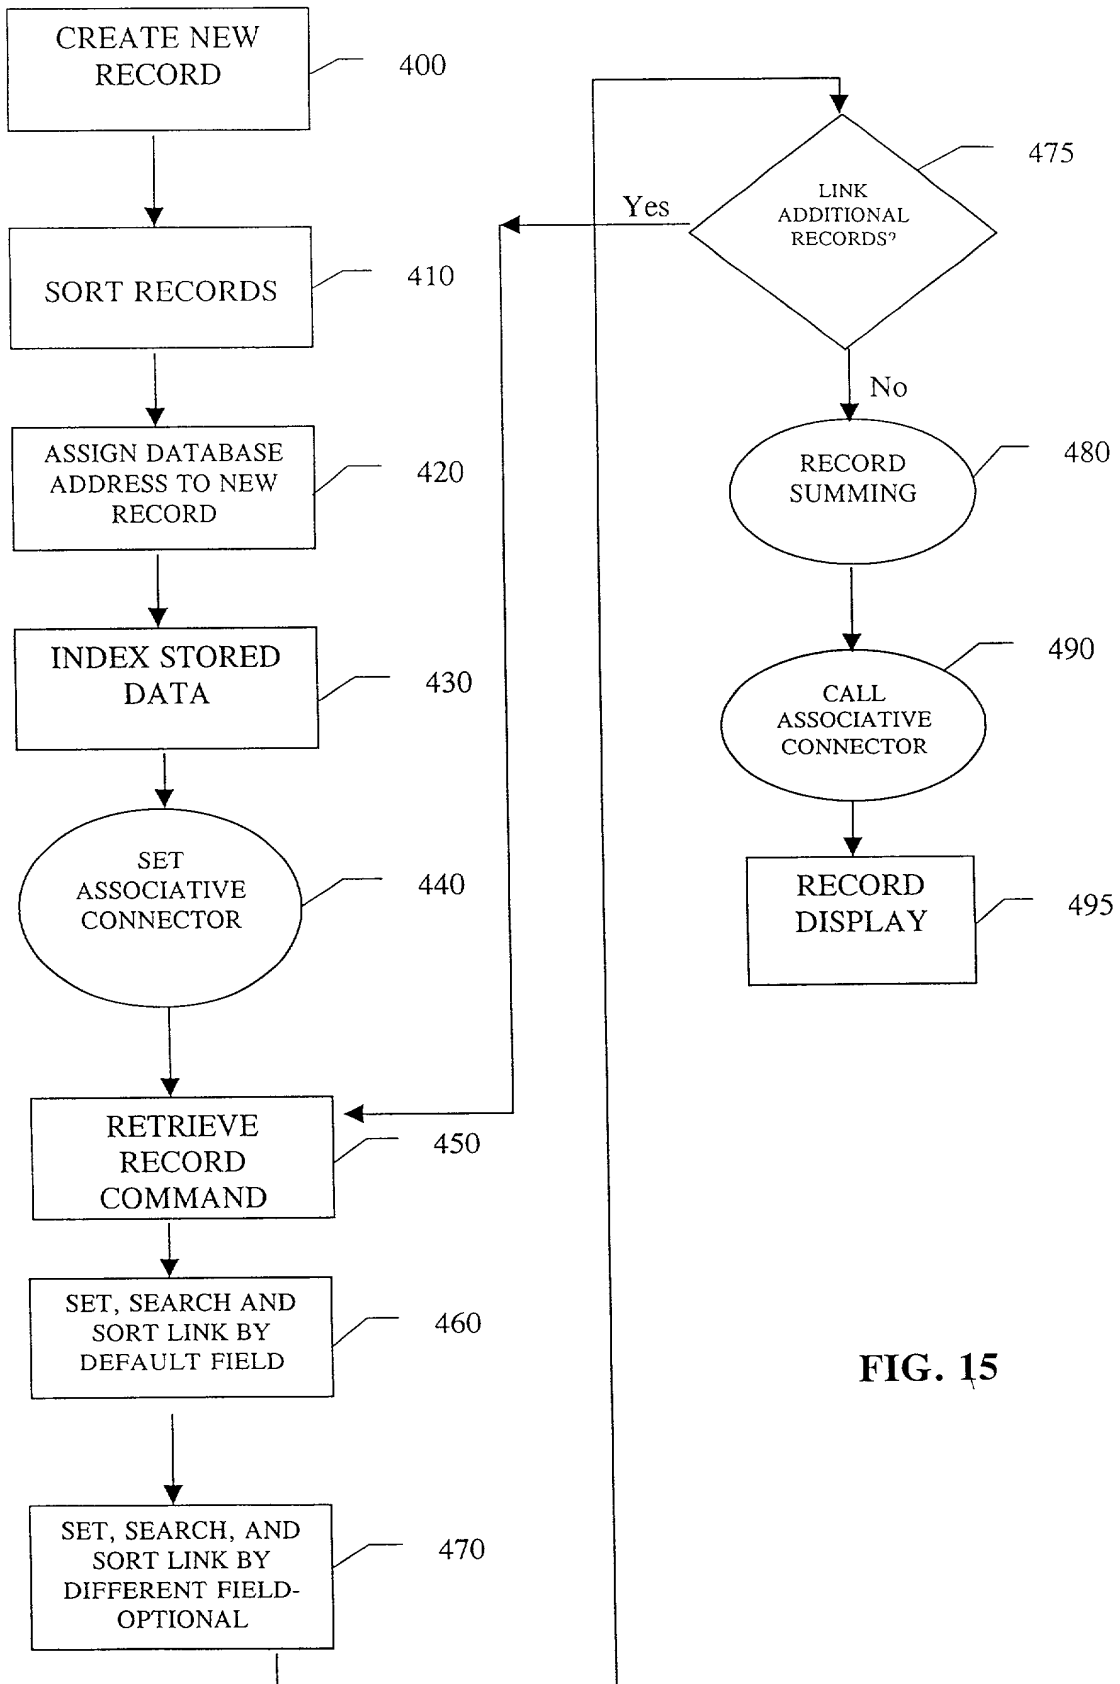 CREATE NEW
RECORD
400
SORT RECORDS
410
ASSIGN DATABASE
ADDRESS TO NEW
RECORD
420
INDEX STORED
DATA
430
SET
ASSOCIATIVE
CONNECTOR
440
RETRIEVE
RECORD
COMMAND
450
SET, SEARCH AND
SORT LINK BY
DEFAULT FIELD
460
SET, SEARCH, AND
SORT LINK BY
DIFFERENT FIELD-
OPTIONAL
470
LINK
ADDITIONAL
RECORDS?
475
Yes
No
RECORD
SUMMING
480
CALL
ASSOCIATIVE
CONNECTOR
490
RECORD
DISPLAY
495
FIG. 15